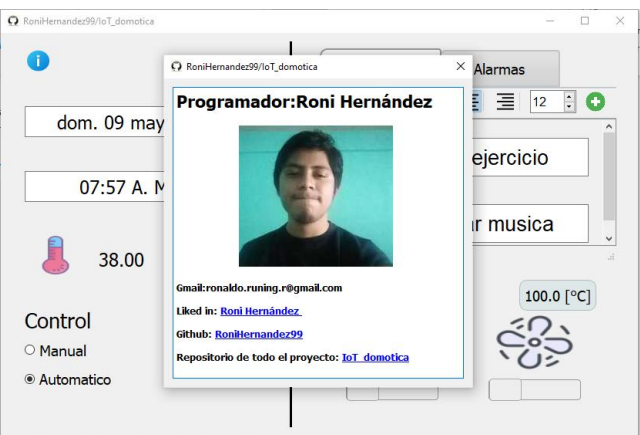 RoniHernandez99/IoT_domotica
RoniHernandez99/IoT_domotica
Programador:Roni Hernández
Gmail:ronaldo.runing.r@gmail.com
Liked in: Roni Hernández
Github: RoniHernandez99
Repositorio de todo el proyecto: IoT_domotica
Alarmas
12
dom. 09 may
ejercicio
07:57 A. M
ar musica
38.00
100.0 [°C]
Control
Manual
Automatico